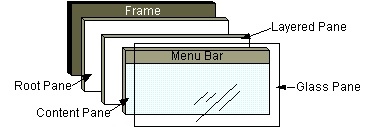 Frame
Layered Pane
Menu Bar
Root Pane
Glass Pane
Content Pane